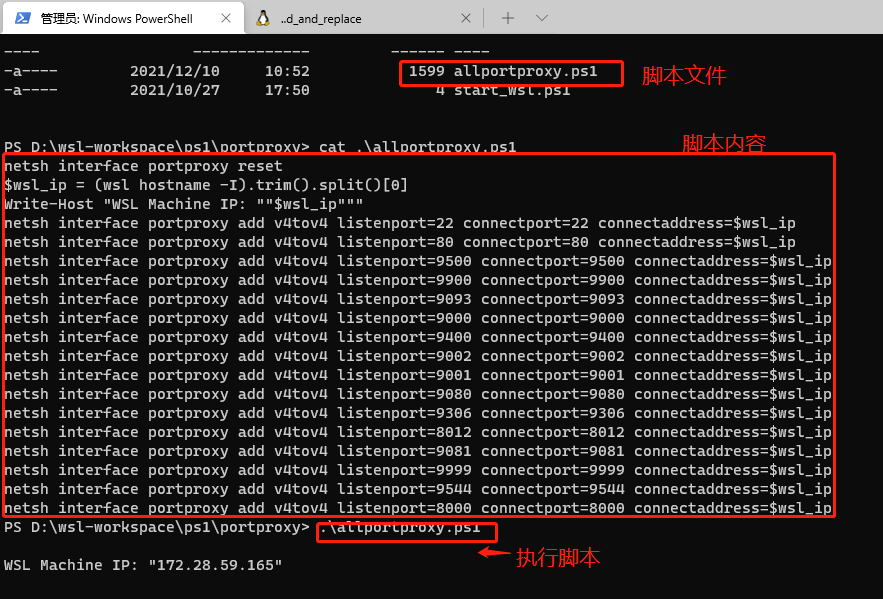 管理员: Windows PowerShell
..d_and_replace
---- ------------- ------ ----
-a---- 2021/12/10 10:52 1599 allportproxy.ps1
脚本文件
-a---- 2021/10/27 17:50 4 start_wsl.ps1
PS D:\wsl-workspace\ps1\portproxy> cat .\allportproxy.ps1
脚本内容
netsh interface portproxy reset
$wsl_ip = (wsl hostname -I).trim().split()[0]
Write-Host "WSL Machine IP: ""$wsl_ip"""
netsh interface portproxy add v4tov4 listenport=22 connectport=22 connectaddress=$wsl_ip
netsh interface portproxy add v4tov4 listenport=80 connectport=80 connectaddress=$wsl_ip
netsh interface portproxy add v4tov4 listenport=9500 connectport=9500 connectaddress=$wsl_ip
netsh interface portproxy add v4tov4 listenport=9900 connectport=9900 connectaddress=$wsl_ip
netsh interface portproxy add v4tov4 listenport=9093 connectport=9093 connectaddress=$wsl_ip
netsh interface portproxy add v4tov4 listenport=9000 connectport=9000 connectaddress=$wsl_ip
netsh interface portproxy add v4tov4 listenport=9400 connectport=9400 connectaddress=$wsl_ip
netsh interface portproxy add v4tov4 listenport=9002 connectport=9002 connectaddress=$wsl_ip
netsh interface portproxy add v4tov4 listenport=9001 connectport=9001 connectaddress=$wsl_ip
netsh interface portproxy add v4tov4 listenport=9080 connectport=9080 connectaddress=$wsl_ip
netsh interface portproxy add v4tov4 listenport=9306 connectport=9306 connectaddress=$wsl_ip
netsh interface portproxy add v4tov4 listenport=8012 connectport=8012 connectaddress=$wsl_ip
netsh interface portproxy add v4tov4 listenport=9081 connectport=9081 connectaddress=$wsl_ip
netsh interface portproxy add v4tov4 listenport=9999 connectport=9999 connectaddress=$wsl_ip
netsh interface portproxy add v4tov4 listenport=9544 connectport=9544 connectaddress=$wsl_ip
netsh interface portproxy add v4tov4 listenport=8000 connectport=8000 connectaddress=$wsl_ip
PS D:\wsl-workspace\ps1\portproxy> .\allportproxy.ps1
执行脚本
WSL Machine IP: "172.28.59.165"